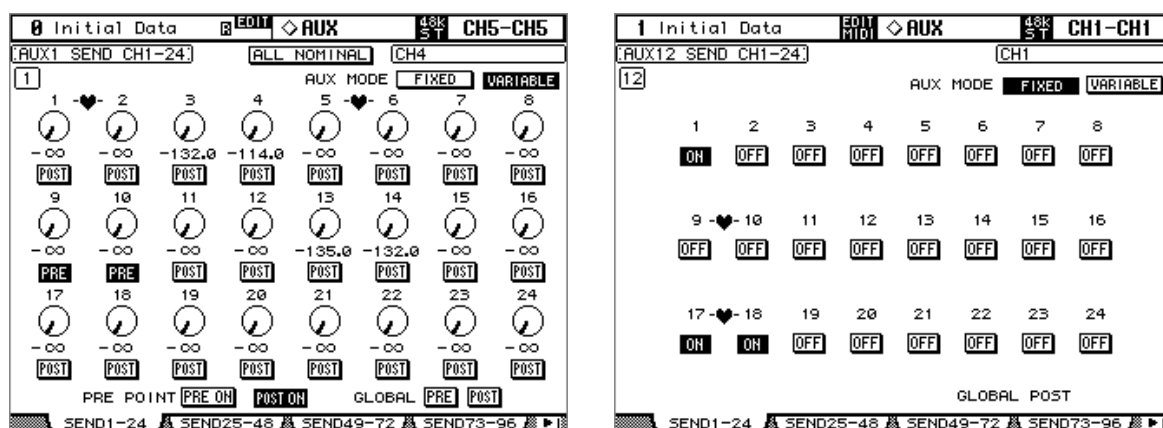 0 Initial Data R EDIT ◇AUX 48K ST CH5-CH5
AUX1 SEND CH1-24 ALL NOMINAL CH4
1 AUX MODE FIXED VARIABLE
1 -♥- 2 3 4 5 -♥- 6 7 8
-∞ -∞ -132.0 -114.0 -∞ -∞ -∞ -∞
POST POST POST POST POST POST POST POST
9 10 11 12 13 14 15 16
-∞ -∞ -∞ -∞ -135.0 -132.0 -∞ -∞
PRE PRE POST POST POST POST POST POST
17 18 19 20 21 22 23 24
-∞ -∞ -∞ -∞ -∞ -∞ -∞ -∞
POST POST POST POST POST POST POST POST
PRE POINT PRE ON POST ON GLOBAL PRE POST
SEND1-24 SEND25-48 SEND49-72 SEND73-96
1 Initial Data EDIT MIDI ◇AUX 48K ST CH1-CH1
AUX12 SEND CH1-24 CH1
12 AUX MODE FIXED VARIABLE
1 2 3 4 5 6 7 8
ON OFF OFF OFF OFF OFF OFF OFF
9 -♥- 10 11 12 13 14 15 16
OFF OFF OFF OFF OFF OFF OFF OFF
17 -♥- 18 19 20 21 22 23 24
ON ON OFF OFF OFF OFF OFF OFF
GLOBAL POST
SEND1-24 SEND25-48 SEND49-72 SEND73-96